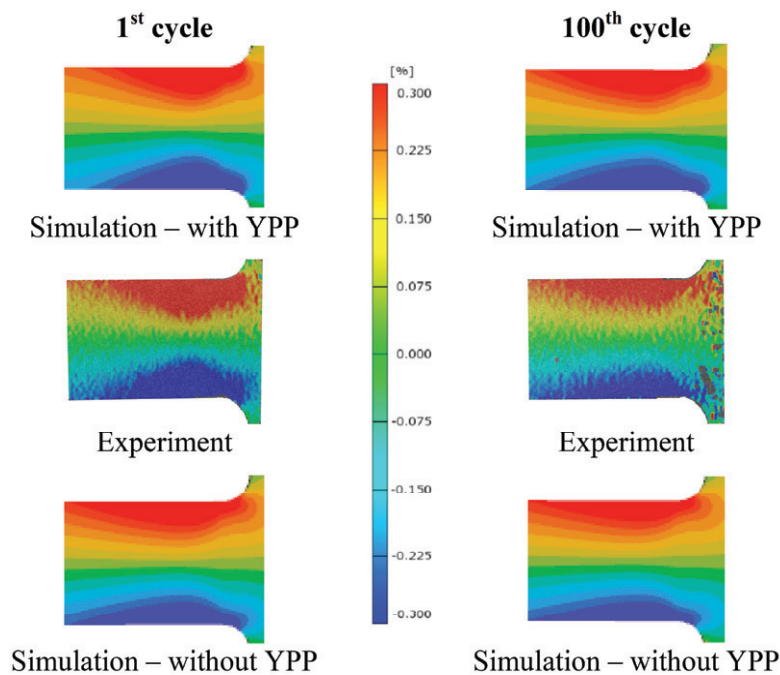 1st cycle
100th cycle
[%]
0.300
0.225
0.150
0.075
0.000
-0.075
-0.150
-0.225
-0.300
Simulation – with YPP
Simulation – with YPP
Experiment
Experiment
Simulation – without YPP
Simulation – without YPP